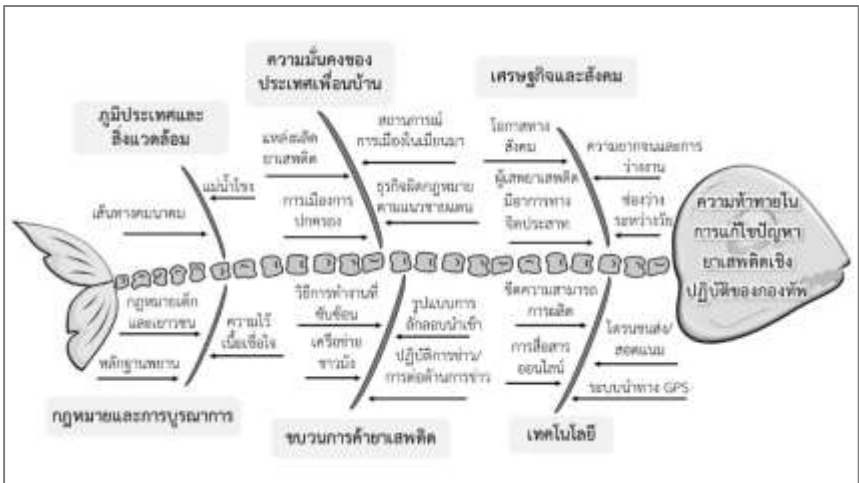 ความมั่นคงของ
ประเทศเพื่อนบ้าน
เศรษฐกิจและสังคม
ภูมิประเทศและ
สิ่งแวดล้อม
แม่น้ำโขง
เส้นทางคมนาคม
แหล่งผลิต
ยาเสพติด
การเมืองการ
ปกครอง
สถานการณ์
การเมืองในเมียนมา
ธุรกิจผิดกฎหมาย
ตามแนวชายแดน
โอกาสทาง
สังคม
ผู้เสพยาเสพติด
มีอาการทาง
จิตประสาท
ความยากจนและการ
ว่างงาน
ช่องว่าง
ระหว่างวัย
ความท้าทายใน
การแก้ไขปัญหา
ยาเสพติดเชิง
ปฏิบัติของกองทัพ
กฎหมายเด็ก
และเยาวชน
หลักฐานพยาน
ความไว้
เนื้อเชื่อใจ
วิธีการทำงานที่
ซับซ้อน
เครือข่าย
ชาวม้ง
รูปแบบการ
ลักลอบนำเข้า
ปฏิบัติการข่าว/
การต่อต้านการข่าว
ขีดความสามารถ
การผลิต
การสื่อสาร
ออนไลน์
โดรนขนส่ง/
สอดแนม
ระบบนำทาง GPS
กฎหมายและการบูรณาการ
ขบวนการค้ายาเสพติด
เทคโนโลยี